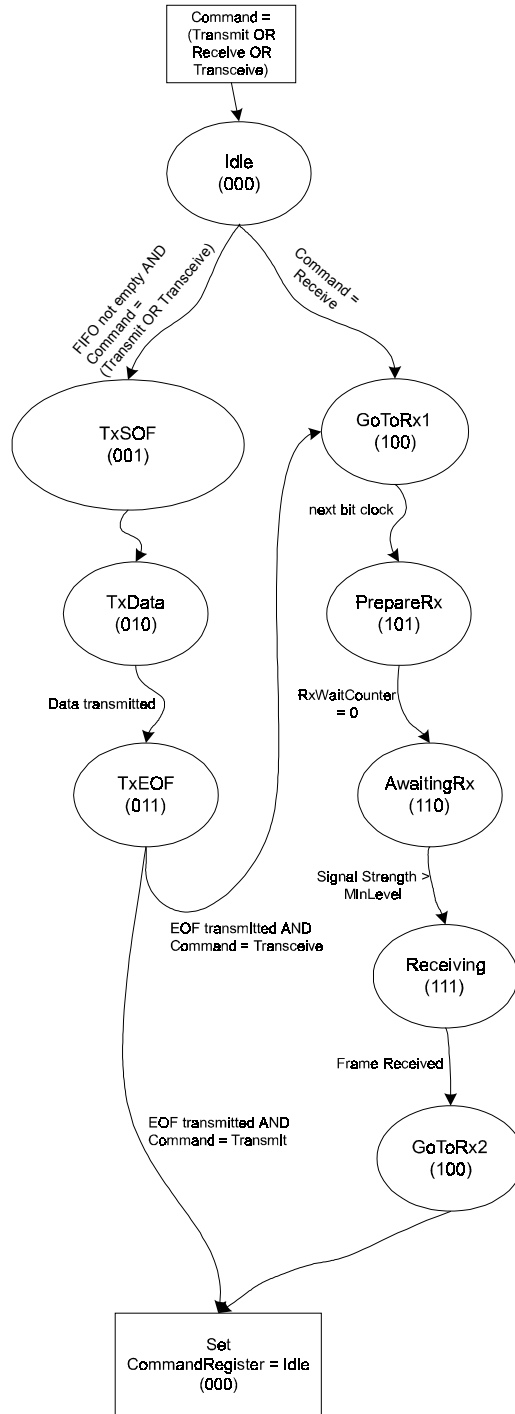 Command =
(Transmit OR
Receive OR
Transceive)
Idle
(000)
FIFO not empty AND
Command =
(Transmit OR Transceive)
Command =
Receive
TxSOF
(001)
GoToRx1
(100)
next bit clock
TxData
(010)
PrepareRx
(101)
Data transmitted
RxWaitCounter
= 0
TxEOF
(011)
AwaitingRx
(110)
Signal Strength >
MinLevel
EOF transmitted AND
Command = Transceive
Receiving
(111)
Frame Received
EOF transmitted AND
Command = Transmit
GoToRx2
(100)
Set
CommandRegister = Idle
(000)